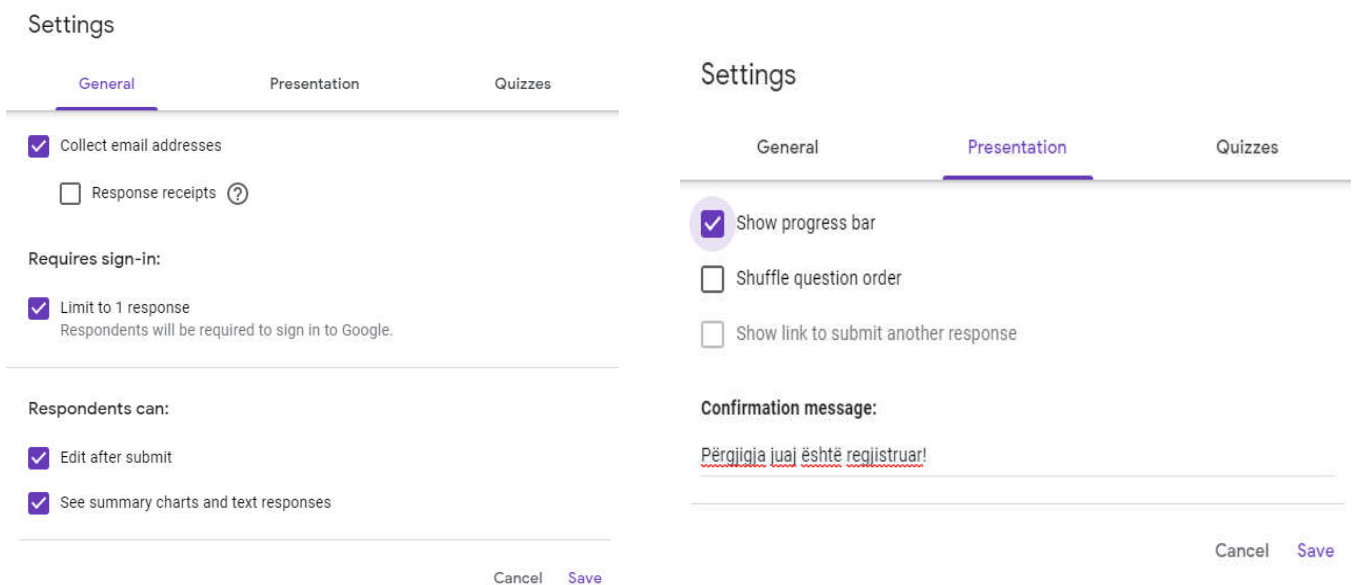 Settings
General Presentation Quizzes
Collect email addresses
Response receipts ?
Requires sign-in:
Limit to 1 response
Respondents will be required to sign in to Google.
Respondents can:
Edit after submit
See summary charts and text responses
Cancel Save
Settings
General Presentation Quizzes
Show progress bar
Shuffle question order
Show link to submit another response
Confirmation message:
Përgjigja juaj është regjistruar!
Cancel Save